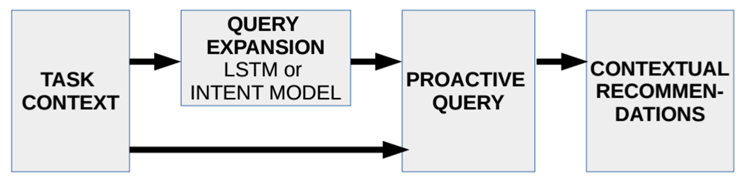 TASK
CONTEXT
QUERY
EXPANSION
LSTM or
INTENT MODEL
PROACTIVE
QUERY
CONTEXTUAL
RECOMMEN-
DATIONS